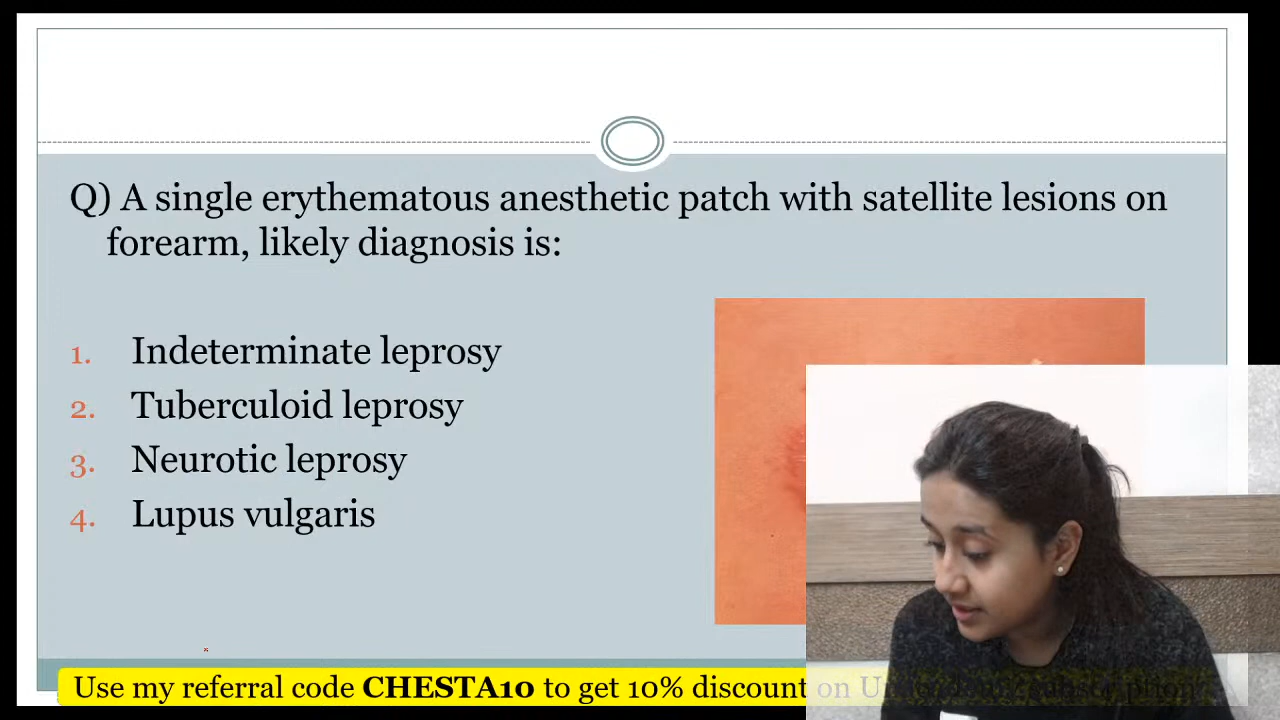 Q) A single erythematous anesthetic patch with satellite lesions on
forearm, likely diagnosis is:
1. Indeterminate leprosy
2. Tuberculoid leprosy
3. Neurotic leprosy
4. Lupus vulgaris
Use my referral code CHESTA10 to get 10% discount on